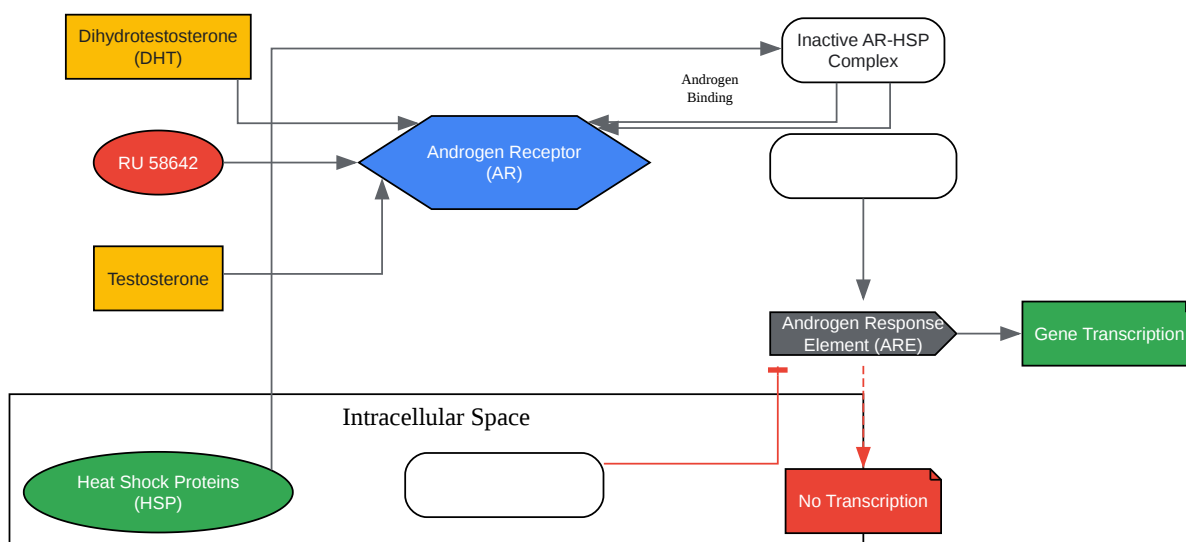 Dihydrotestosterone
(DHT)
Inactive AR-HSP
Complex
Androgen
Binding
RU 58642
Androgen Receptor
(AR)
Testosterone
Androgen Response
Element (ARE)
Gene Transcription
Intracellular Space
Heat Shock Proteins
(HSP)
No Transcription